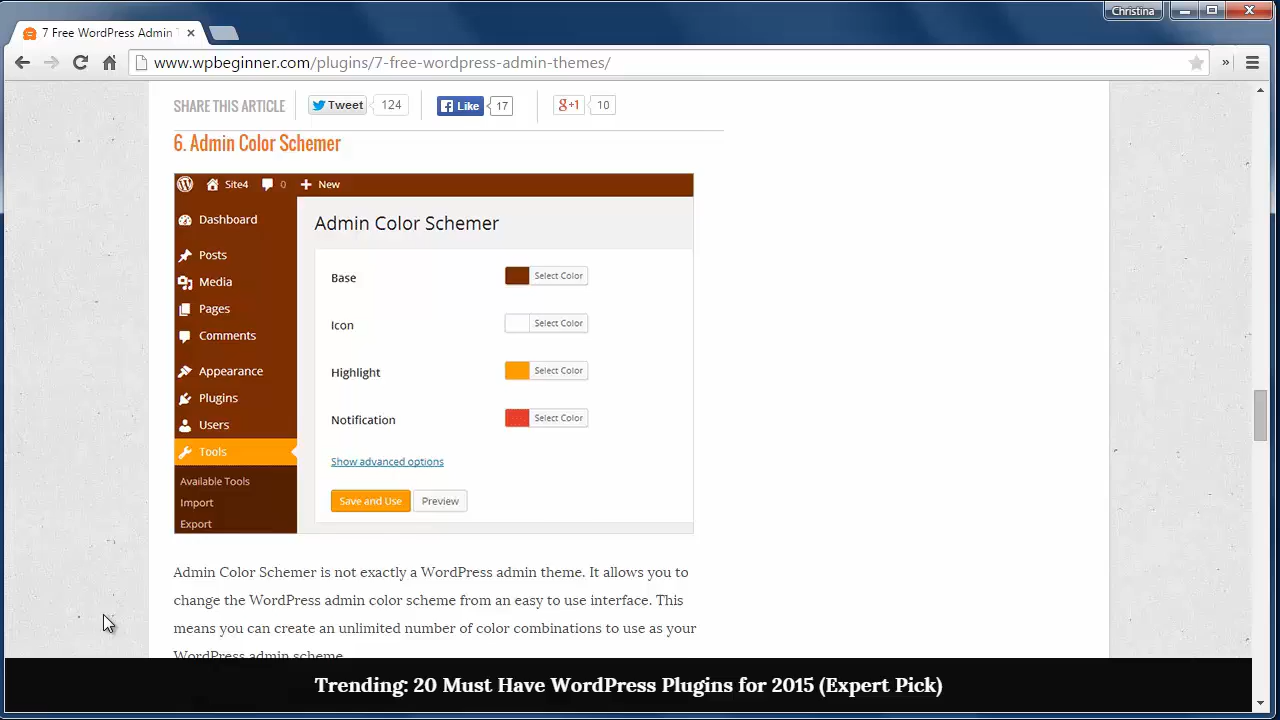 Christina
7 Free WordPress Admin T
www.wpbeginner.com/plugins/7-free-wordpress-admin-themes/
SHARE THIS ARTICLE Tweet 124 Like 17 +1 10
6. Admin Color Schemer
Site4 0 New
Dashboard
Posts
Media
Pages
Comments
Appearance
Plugins
Users
Tools
Available Tools
Import
Export
Admin Color Schemer
Base Select Color
Icon Select Color
Highlight Select Color
Notification Select Color
Show advanced options
Save and Use Preview
Admin Color Schemer is not exactly a WordPress admin theme. It allows you to
change the WordPress admin color scheme from an easy to use interface. This
means you can create an unlimited number of color combinations to use as your
WordPress admin scheme.
Trending: 20 Must Have WordPress Plugins for 2015 (Expert Pick)